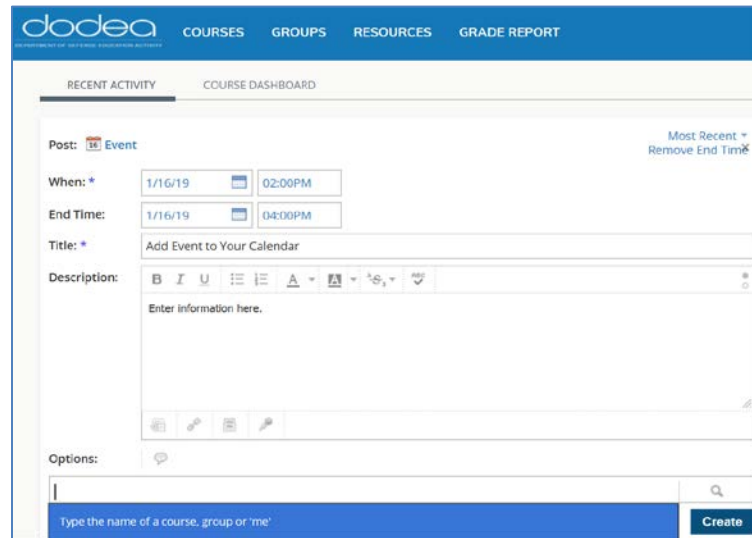 dodea
DEPARTMENT OF DEFENSE EDUCATION ACTIVITY
COURSES GROUPS RESOURCES GRADE REPORT
RECENT ACTIVITY COURSE DASHBOARD
Most Recent
Post: 16 Event
Remove End Time
When: * 1/16/19 02:00PM
End Time: 1/16/19 04:00PM
Title: * Add Event to Your Calendar
Description: B I U A A S ABC
Enter information here.
Options:
Type the name of a course, group or 'me'
Create